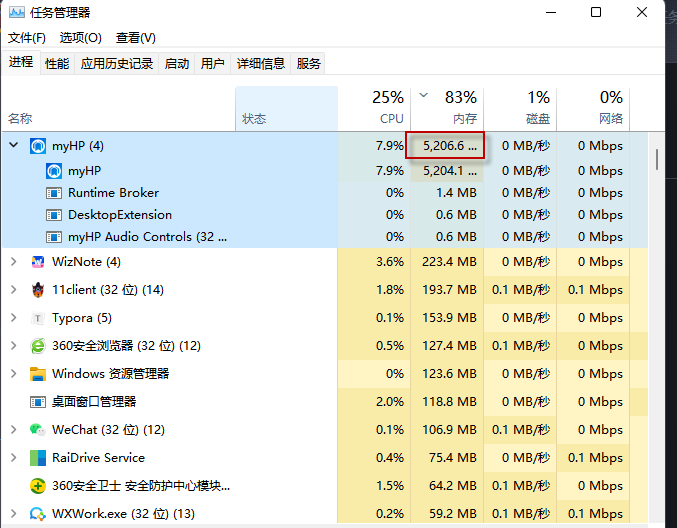 任务管理器
文件(F) 选项(O) 查看(V)
进程 性能 应用历史记录 启动 用户 详细信息 服务
25% 83% 1% 0%
名称 状态 CPU 内存 磁盘 网络
myHP (4) 7.9% 5,206.6 ... 0 MB/秒 0 Mbps
myHP 7.9% 5,204.1 ... 0 MB/秒 0 Mbps
Runtime Broker 0% 1.4 MB 0 MB/秒 0 Mbps
DesktopExtension 0% 0.6 MB 0 MB/秒 0 Mbps
myHP Audio Controls (32 ... 0% 0.6 MB 0 MB/秒 0 Mbps
WizNote (4) 3.6% 223.4 MB 0 MB/秒 0 Mbps
11client (32 位) (14) 1.8% 193.7 MB 0.1 MB/秒 0.1 Mbps
Typora (5) 0.1% 153.9 MB 0 MB/秒 0 Mbps
360安全浏览器 (32 位) (12) 0.5% 127.4 MB 0.1 MB/秒 0.1 Mbps
Windows 资源管理器 0% 123.6 MB 0 MB/秒 0 Mbps
桌面窗口管理器 2.0% 118.8 MB 0 MB/秒 0 Mbps
WeChat (32 位) (12) 0.1% 106.9 MB 0.1 MB/秒 0 Mbps
RaiDrive Service 0.4% 75.4 MB 0 MB/秒 0.1 Mbps
360安全卫士 安全防护中心模块... 1.5% 64.2 MB 0.1 MB/秒 0 Mbps
WXWork.exe (32 位) (13) 0.2% 59.2 MB 0.1 MB/秒 0.1 Mbps